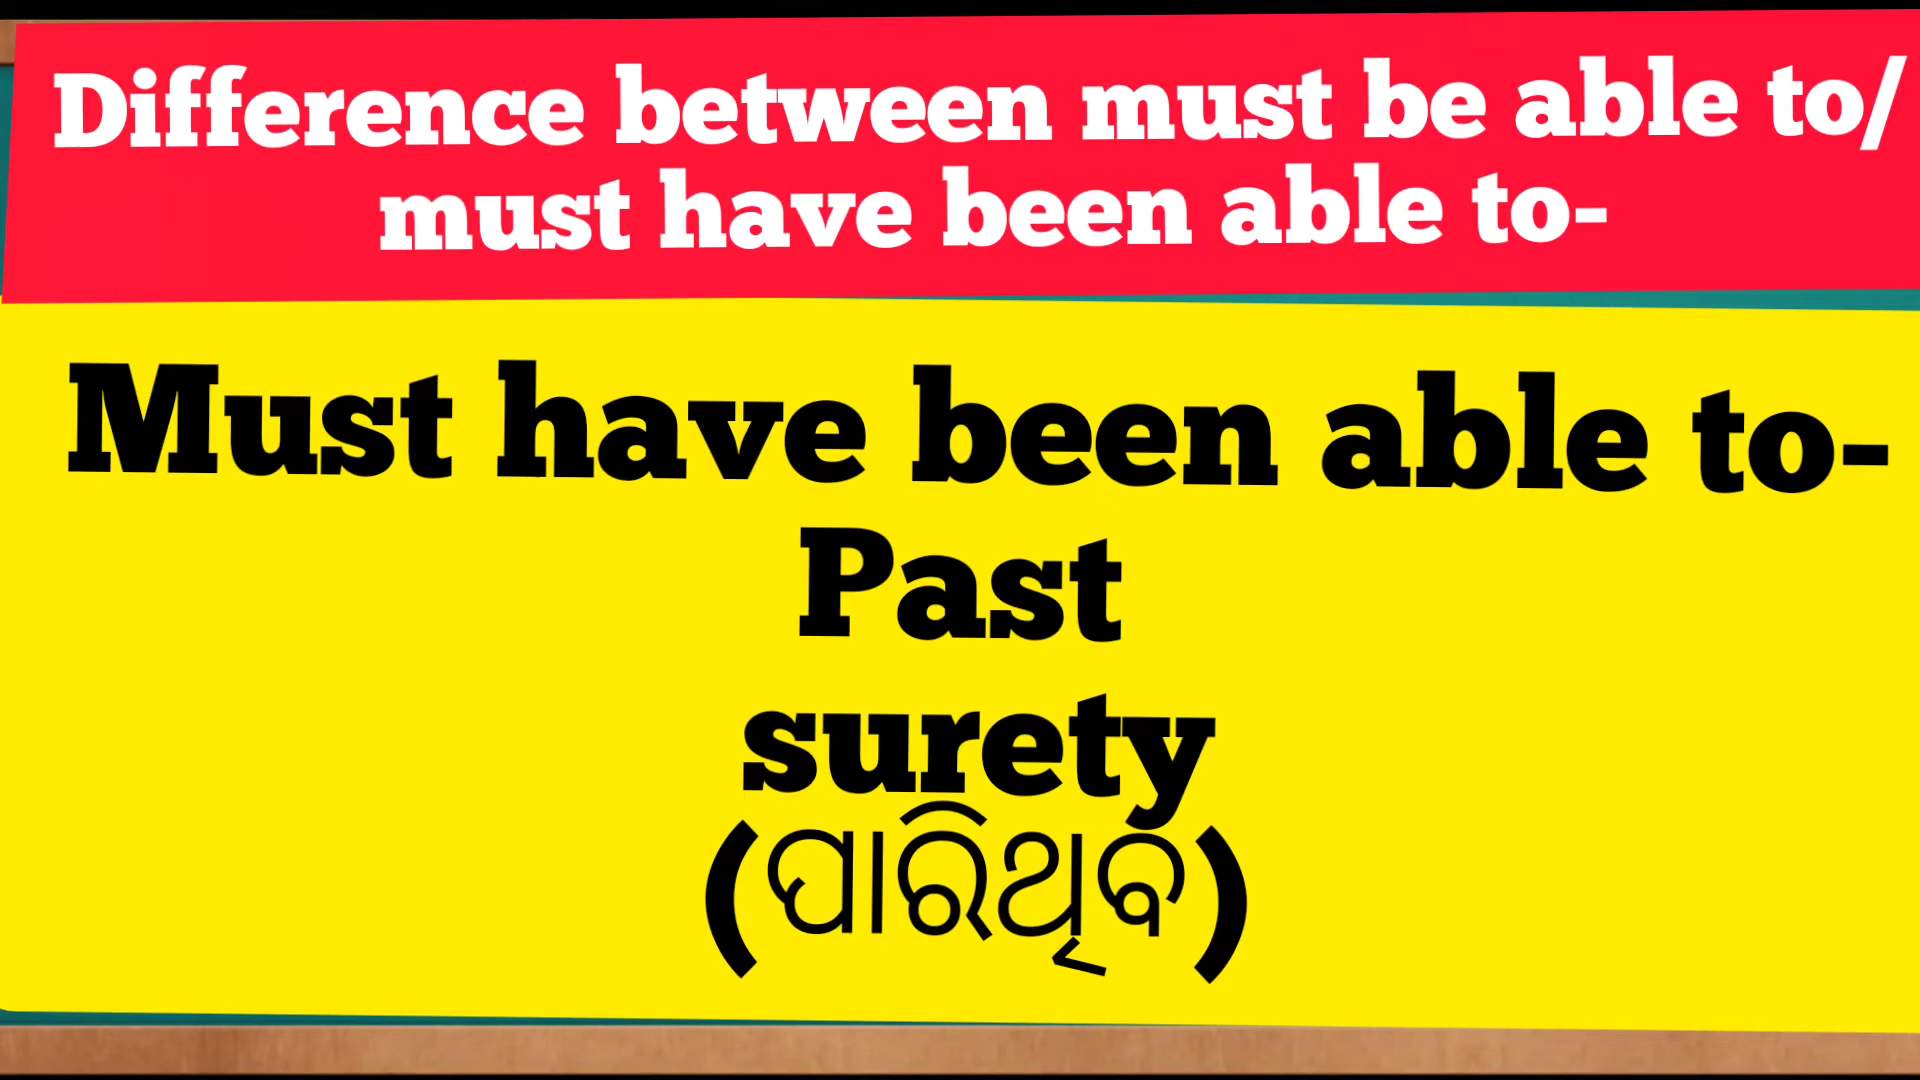 Difference between must be able to/
must have been able to-
Must have been able to-
Past
surety
(ପାରିଥିବ)